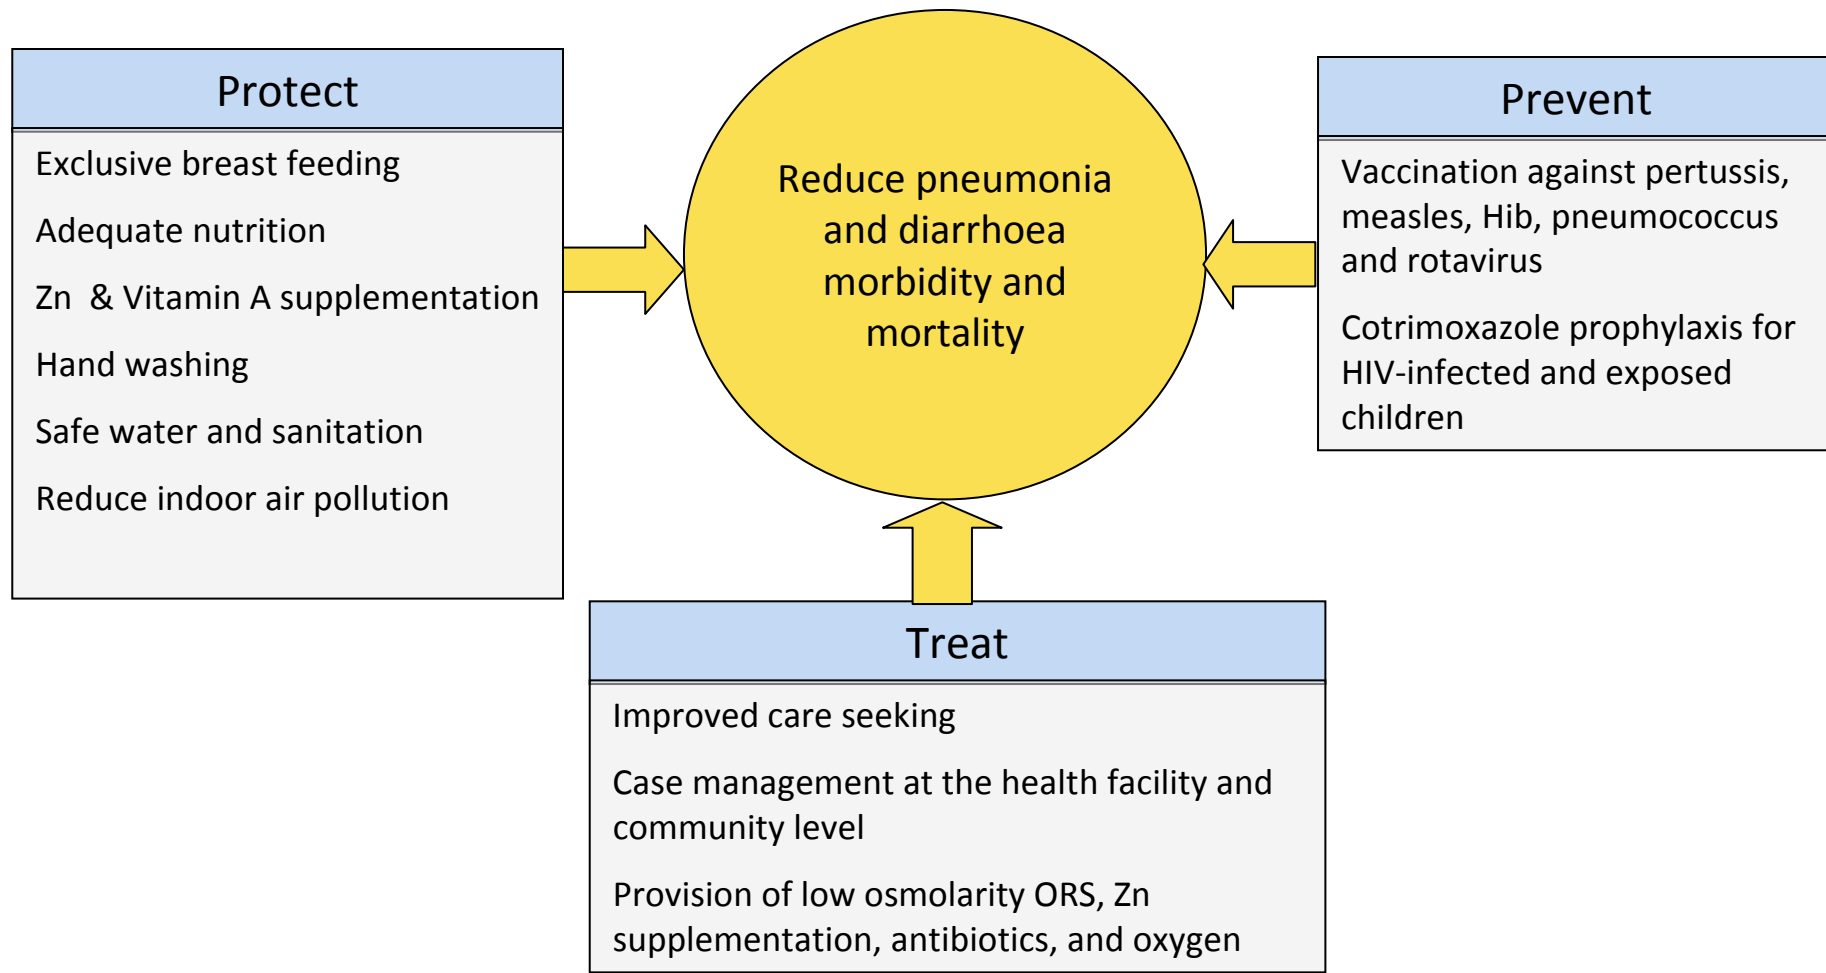 Protect
Exclusive breast feeding
Adequate nutrition
Zn  & Vitamin A supplementation
Hand washing
Safe water and sanitation
Reduce indoor air pollution
Reduce pneumonia
and diarrhoea
morbidity and
mortality
Prevent
Vaccination against pertussis,
measles, Hib, pneumococcus
and rotavirus
Cotrimoxazole prophylaxis for
HIV-infected and exposed
children
Treat
Improved care seeking
Case management at the health facility and
community level
Provision of low osmolarity ORS, Zn
supplementation, antibiotics, and oxygen